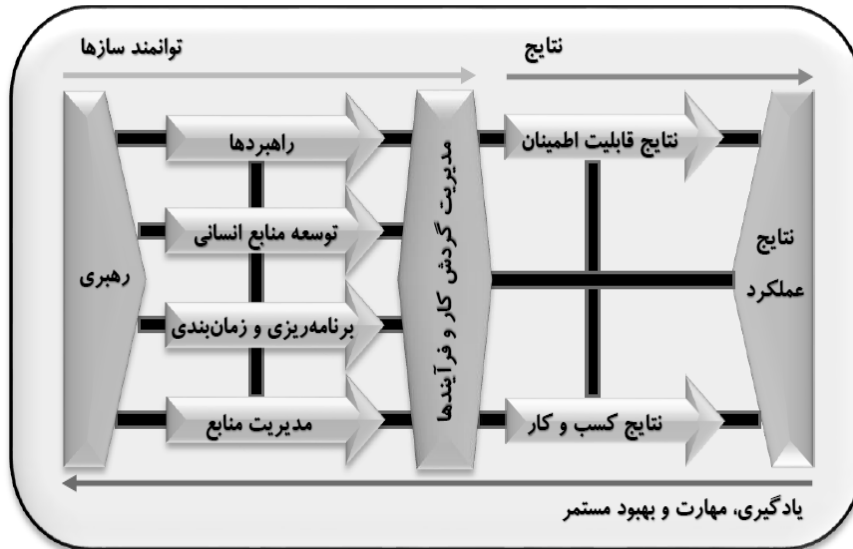 توانمند سازها
نتایج
رهبری
راهبردها
توسعه منابع انسانی
برنامه‌ریزی و زمان‌بندی
مدیریت منابع
مدیریت گردش کار و فرآیندها
نتایج قابلیت اطمینان
نتایج کسب و کار
نتایج
عملکرد
یادگیری، مهارت و بهبود مستمر